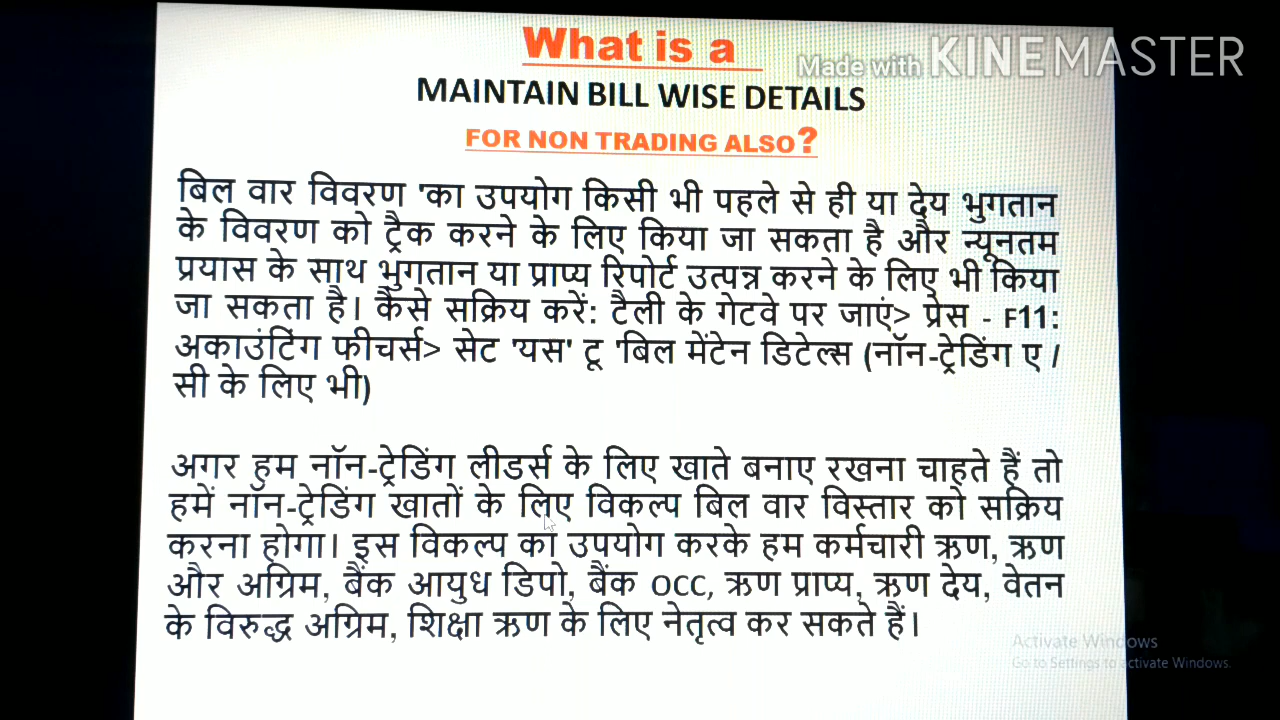 What is a
Made with KINEMASTER
MAINTAIN BILL WISE DETAILS
FOR NON TRADING ALSO?
बिल वार विवरण 'का उपयोग किसी भी पहले से ही या देय भुगतान
के विवरण को ट्रैक करने के लिए किया जा सकता है और न्यूनतम
प्रयास के साथ भुगतान या प्राप्य रिपोर्ट उत्पन्न करने के लिए भी किया
जा सकता है। कैसे सक्रिय करें: टैली के गेटवे पर जाएं> प्रेस - F11:
अकाउंटिंग फीचर्स> सेट 'यस' टू 'बिल मेंटेन डिटेल्स (नॉन-ट्रेडिंग ए /
सी के लिए भी)
अगर हुम नॉन-ट्रेडिंग लीडर्स के लिए खाते बनाए रखना चाहते हैं तो
हमें नॉन-ट्रेडिंग खातों के लिए विकल्प बिल वार विस्तार को सक्रिय
करना होगा। इस विकल्प का उपयोग करके हम कर्मचारी ऋण, ऋण
और अग्रिम, बैंक आयुध डिपो, बैंक OCC, ऋण प्राप्य, ऋण देय, वेतन
के विरुद्ध अग्रिम, शिक्षा ऋण के लिए नेतृत्व कर सकते हैं।
Activate Windows
Go to Settings to activate Windows.